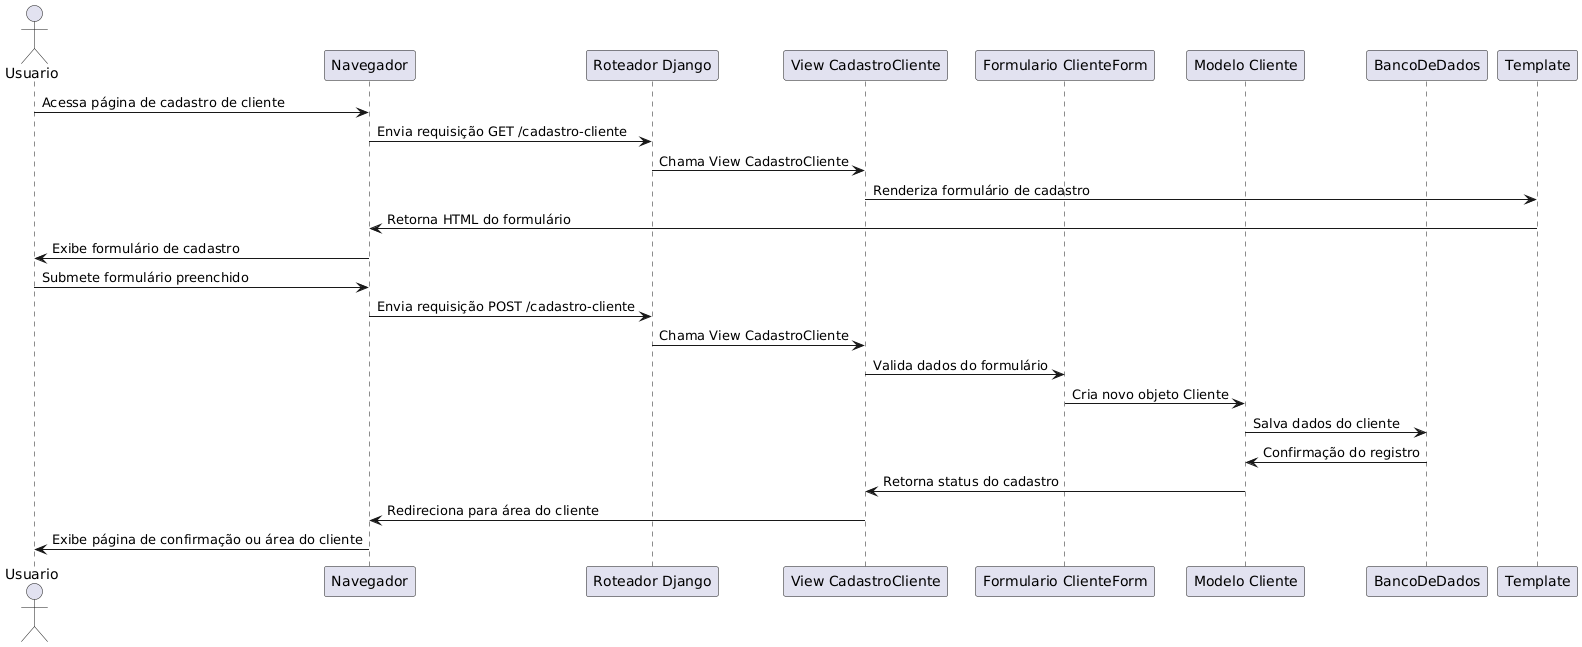 Usuario
Navegador
Roteador Django
View CadastroCliente
Formulario ClienteForm
Modelo Cliente
BancoDeDados
Template
Acessa página de cadastro de cliente
Envia requisição GET /cadastro-cliente
Chama View CadastroCliente
Renderiza formulário de cadastro
Retorna HTML do formulário
Exibe formulário de cadastro
Submete formulário preenchido
Envia requisição POST /cadastro-cliente
Chama View CadastroCliente
Valida dados do formulário
Cria novo objeto Cliente
Salva dados do cliente
Confirmação do registro
Retorna status do cadastro
Redireciona para área do cliente
Exibe página de confirmação ou área do cliente
Usuario
Navegador
Roteador Django
View CadastroCliente
Formulario ClienteForm
Modelo Cliente
BancoDeDados
Template